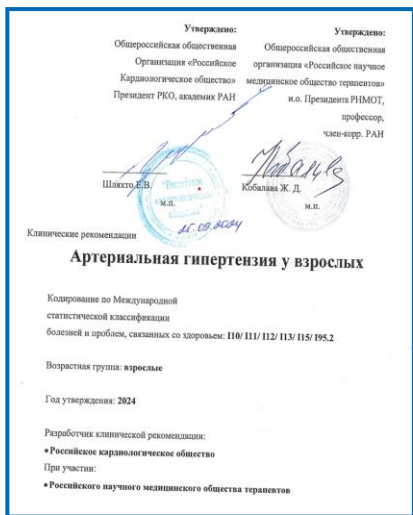 Утверждено:
Общероссийская общественная
Организация «Российское
Кардиологическое общество»
Президент РКО, академик РАН
Шляхто Е.В.
м.п.
Утверждено:
Общероссийская общественная
организация «Российское научное
медицинское общество терапевтов»
и.о. Президента РНМОТ,
профессор,
член-корр. РАН
Кобалава Ж. Д.
м.п.
25.09.2024
Клинические рекомендации
Артериальная гипертензия у взрослых
Кодирование по Международной
статистической классификации
болезней и проблем, связанных со здоровьем: I10/ I11/ I12/ I13/ I15/ I95.2
Возрастная группа: взрослые
Год утверждения: 2024
Разработчик клинической рекомендации:
• Российское кардиологическое общество
При участии:
• Российского научного медицинского общества терапевтов